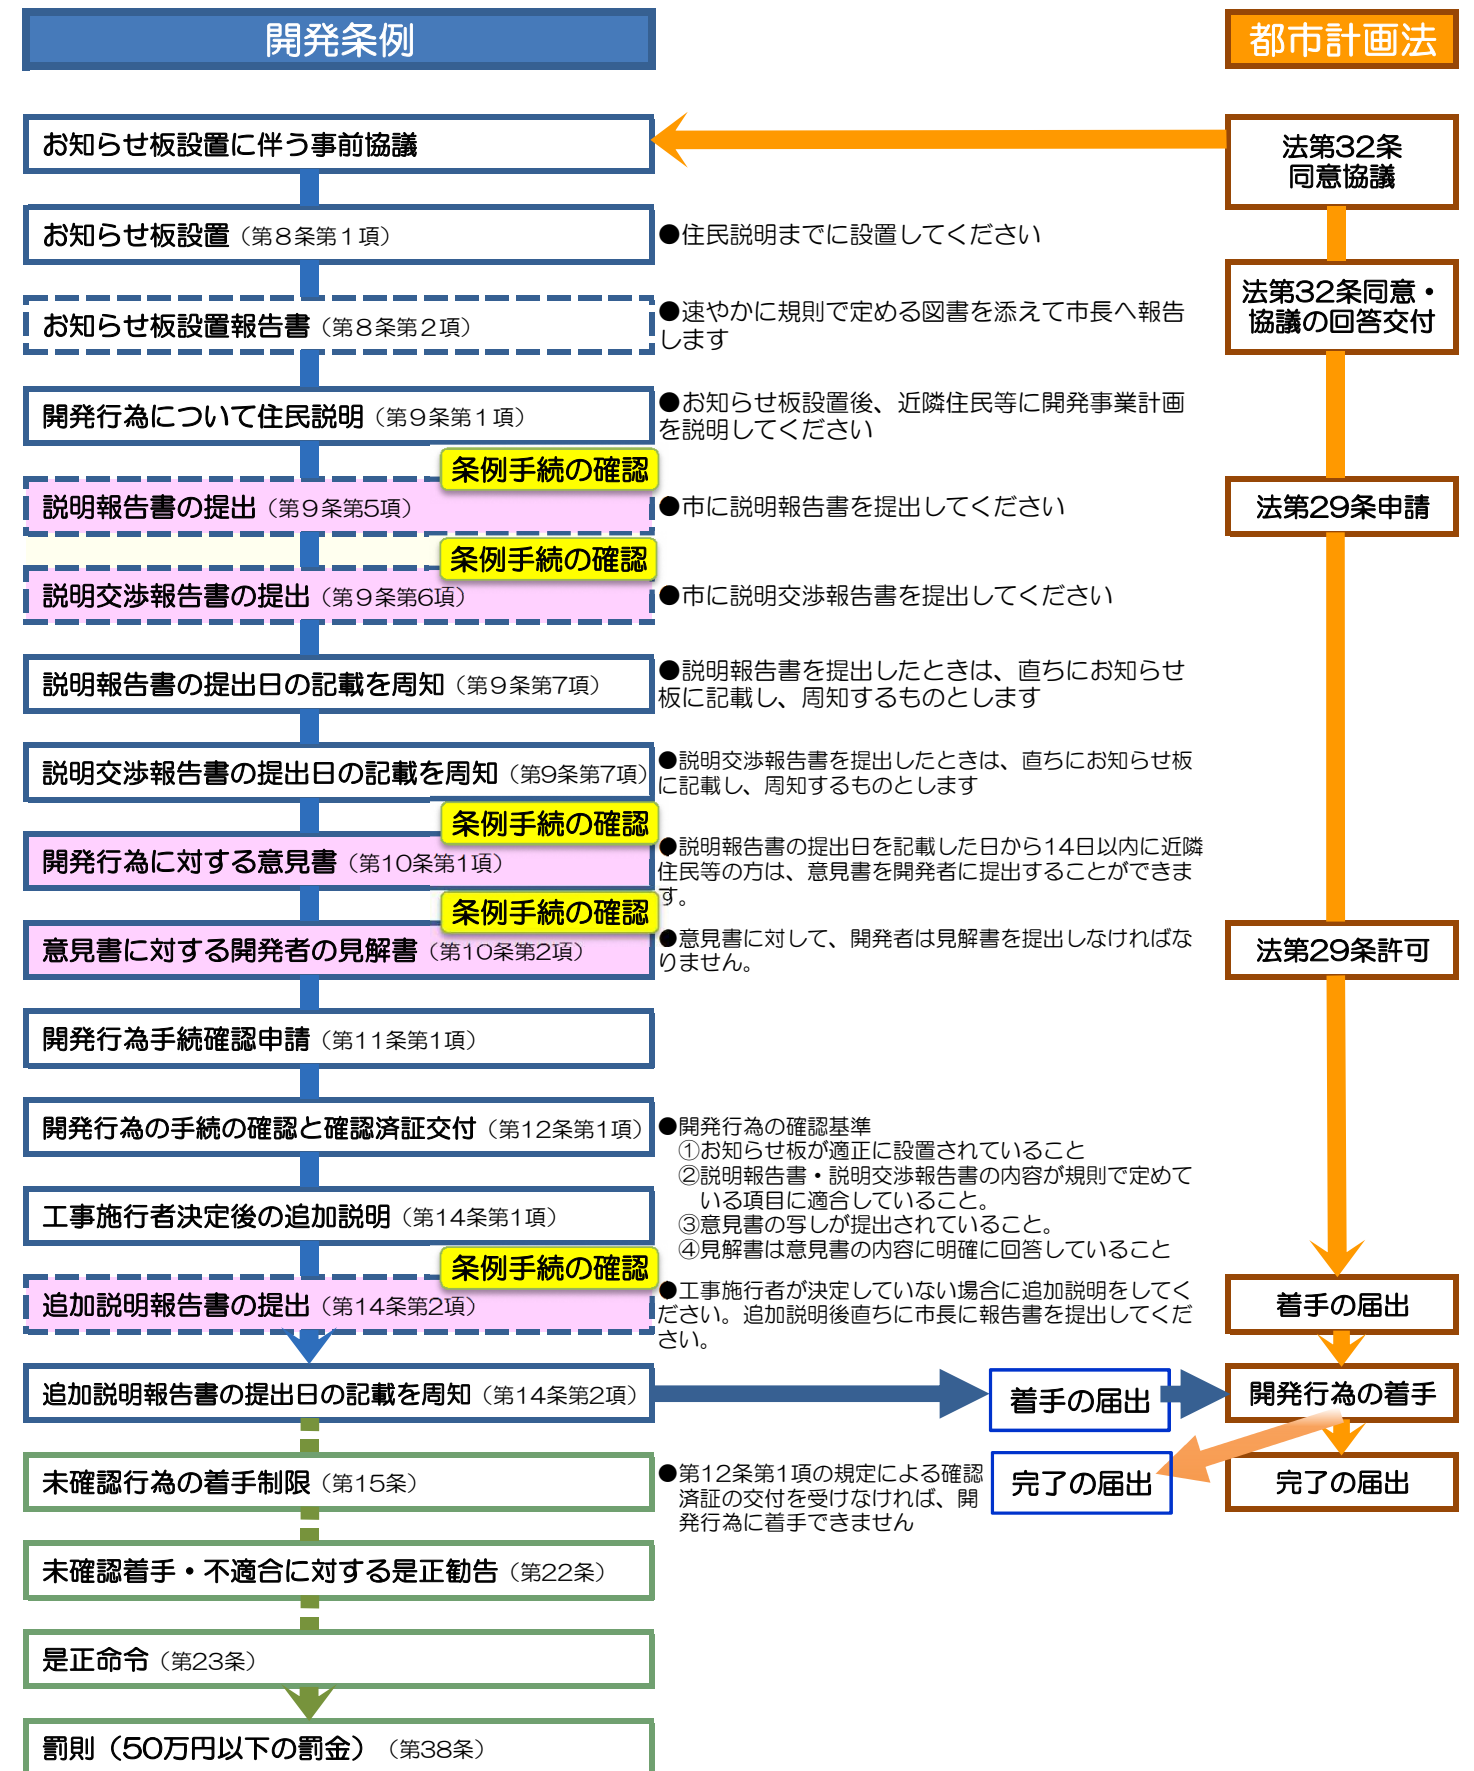 開発条例
都市計画法
お知らせ板設置に伴う事前協議
法第32条
同意協議
お知らせ板設置（第８条第１項）
●住民説明までに設置してください
法第32条同意・
協議の回答交付
お知らせ板設置報告書（第８条第２項）
●速やかに規則で定める図書を添えて市長へ報告
します
開発行為について住民説明（第９条第１項）
●お知らせ板設置後、近隣住民等に開発事業計画
を説明してください
条例手続の確認
説明報告書の提出（第９条第5項）
●市に説明報告書を提出してください
法第29条申請
条例手続の確認
説明交渉報告書の提出（第９条第6項）
●市に説明交渉報告書を提出してください
説明報告書の提出日の記載を周知（第９条第7項）
●説明報告書を提出したときは、直ちにお知らせ
板に記載し、周知するものとします
説明交渉報告書の提出日の記載を周知（第9条第7項）
●説明交渉報告書を提出したときは、直ちにお知らせ板
に記載し、周知するものとします
条例手続の確認
開発行為に対する意見書（第10条第1項）
●説明報告書の提出日を記載した日から14日以内に近隣
住民等の方は、意見書を開発者に提出することができま
す。
条例手続の確認
意見書に対する開発者の見解書（第10条第2項）
●意見書に対して、開発者は見解書を提出しなければな
りません。
法第29条許可
開発行為手続確認申請（第11条第1項）
開発行為の手続の確認と確認済証交付（第12条第1項）
●開発行為の確認基準
①お知らせ板が適正に設置されていること
②説明報告書・説明交渉報告書の内容が規則で定めて
いる項目に適合していること。
③意見書の写しが提出されていること。
④見解書は意見書の内容に明確に回答していること
工事施行者決定後の追加説明（第14条第1項）
条例手続の確認
追加説明報告書の提出（第14条第2項）
●工事施行者が決定していない場合に追加説明をしてく
ださい。追加説明後直ちに市長に報告書を提出してくだ
さい。
着手の届出
追加説明報告書の提出日の記載を周知（第14条第2項）
着手の届出
開発行為の着手
未確認行為の着手制限（第15条）
●第12条第1項の規定による確認
済証の交付を受けなければ、開
発行為に着手できません
完了の届出
完了の届出
未確認着手・不適合に対する是正勧告（第22条）
是正命令（第23条）
罰則（50万円以下の罰金）（第38条）